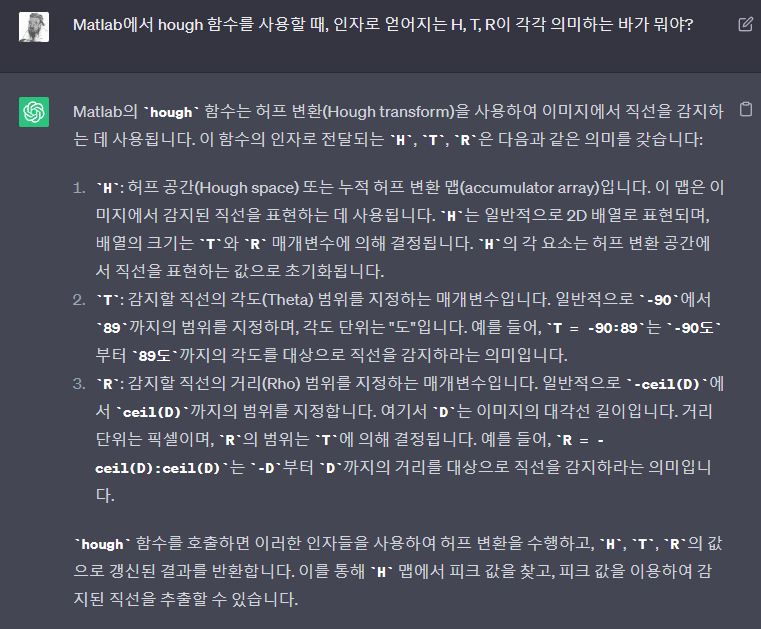 Matlab에서 hough 함수를 사용할 때, 인자로 얻어지는 H, T, R이 각각 의미하는 바가 뭐야?
Matlab의 `hough` 함수는 허프 변환(Hough transform)을 사용하여 이미지에서 직선을 감지하
는 데 사용됩니다. 이 함수의 인자로 전달되는 `H`, `T`, `R`은 다음과 같은 의미를 갖습니다:
1. `H`: 허프 공간(Hough space) 또는 누적 허프 변환 맵(accumulator array)입니다. 이 맵은 이
미지에서 감지된 직선을 표현하는 데 사용됩니다. `H`는 일반적으로 2D 배열로 표현되며,
배열의 크기는 `T`와 `R` 매개변수에 의해 결정됩니다. `H`의 각 요소는 허프 변환 공간에
서 직선을 표현하는 값으로 초기화됩니다.
2. `T`: 감지할 직선의 각도(Theta) 범위를 지정하는 매개변수입니다. 일반적으로 `-90`에서
`89`까지의 범위를 지정하며, 각도 단위는 "도"입니다. 예를 들어, `T = -90:89`는 `-90도`
부터 `89도`까지의 각도를 대상으로 직선을 감지하라는 의미입니다.
3. `R`: 감지할 직선의 거리(Rho) 범위를 지정하는 매개변수입니다. 일반적으로 `-ceil(D)`에
서 `ceil(D)`까지의 범위를 지정합니다. 여기서 `D`는 이미지의 대각선 길이입니다. 거리
단위는 픽셀이며, `R`의 범위는 `T`에 의해 결정됩니다. 예를 들어, `R = -
ceil(D):ceil(D)`는 `-D`부터 `D`까지의 거리를 대상으로 직선을 감지하라는 의미입니
다.
`hough` 함수를 호출하면 이러한 인자들을 사용하여 허프 변환을 수행하고, `H`, `T`, `R`의 값
으로 갱신된 결과를 반환합니다. 이를 통해 `H` 맵에서 피크 값을 찾고, 피크 값을 이용하여 감
지된 직선을 추출할 수 있습니다.